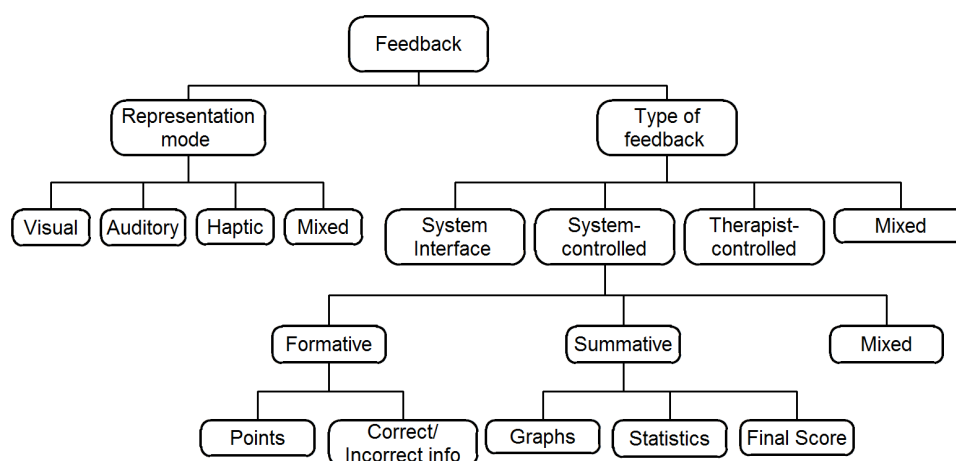 Feedback
Representation
mode
Type of
feedback
Visual
Auditory
Haptic
Mixed
System
Interface
System-
controlled
Therapist-
controlled
Mixed
Formative
Summative
Mixed
Points
Correct/
Incorrect info
Graphs
Statistics
Final Score